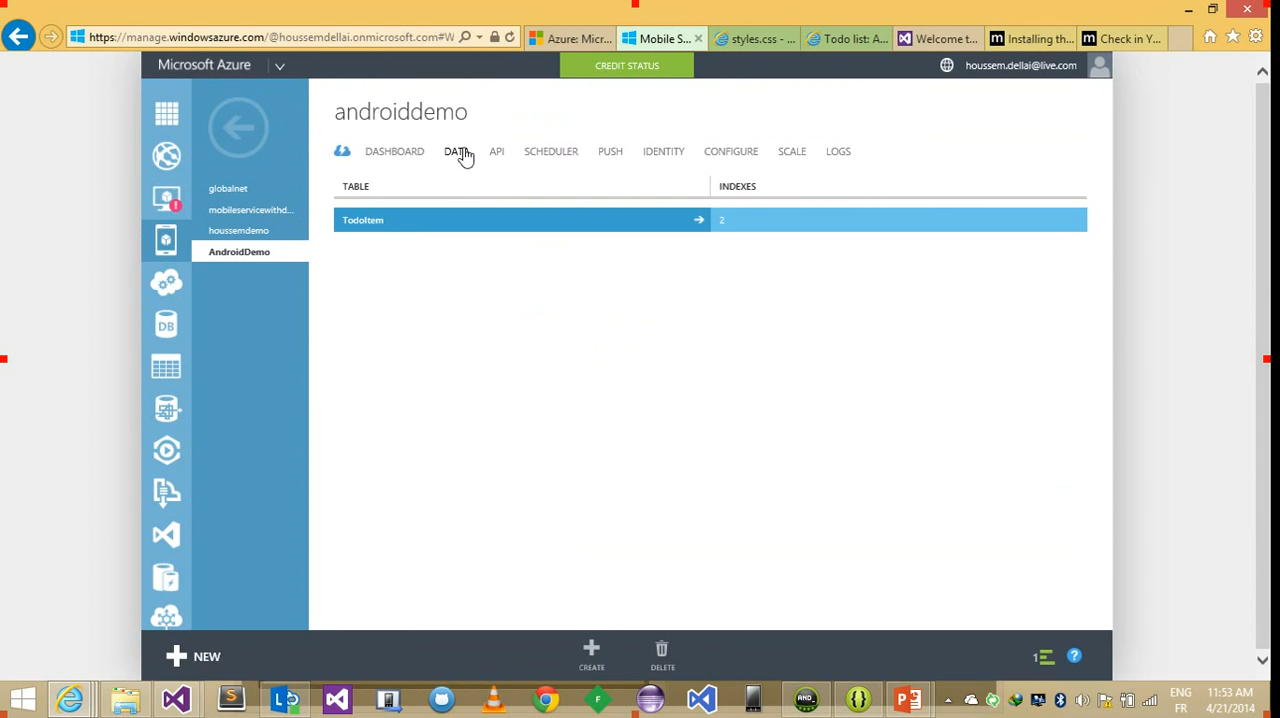 https://manage.windowsazure.com/@houssemdellai.onmicrosoft.com#W
Azure: Micr...
Mobile S...
styles.css - ...
Todo list: A...
Welcome t...
Installing th...
Check in Y...
Microsoft Azure
CREDIT STATUS
houssem.dellai@live.com
androiddemo
DASHBOARD
DATA
API
SCHEDULER
PUSH
IDENTITY
CONFIGURE
SCALE
LOGS
globalnet
mobileservicewithd...
houssemdemo
AndroidDemo
TABLE
INDEXES
TodoItem
2
DB
NEW
CREATE
DELETE
1
?
ENG
FR
11:53 AM
4/21/2014